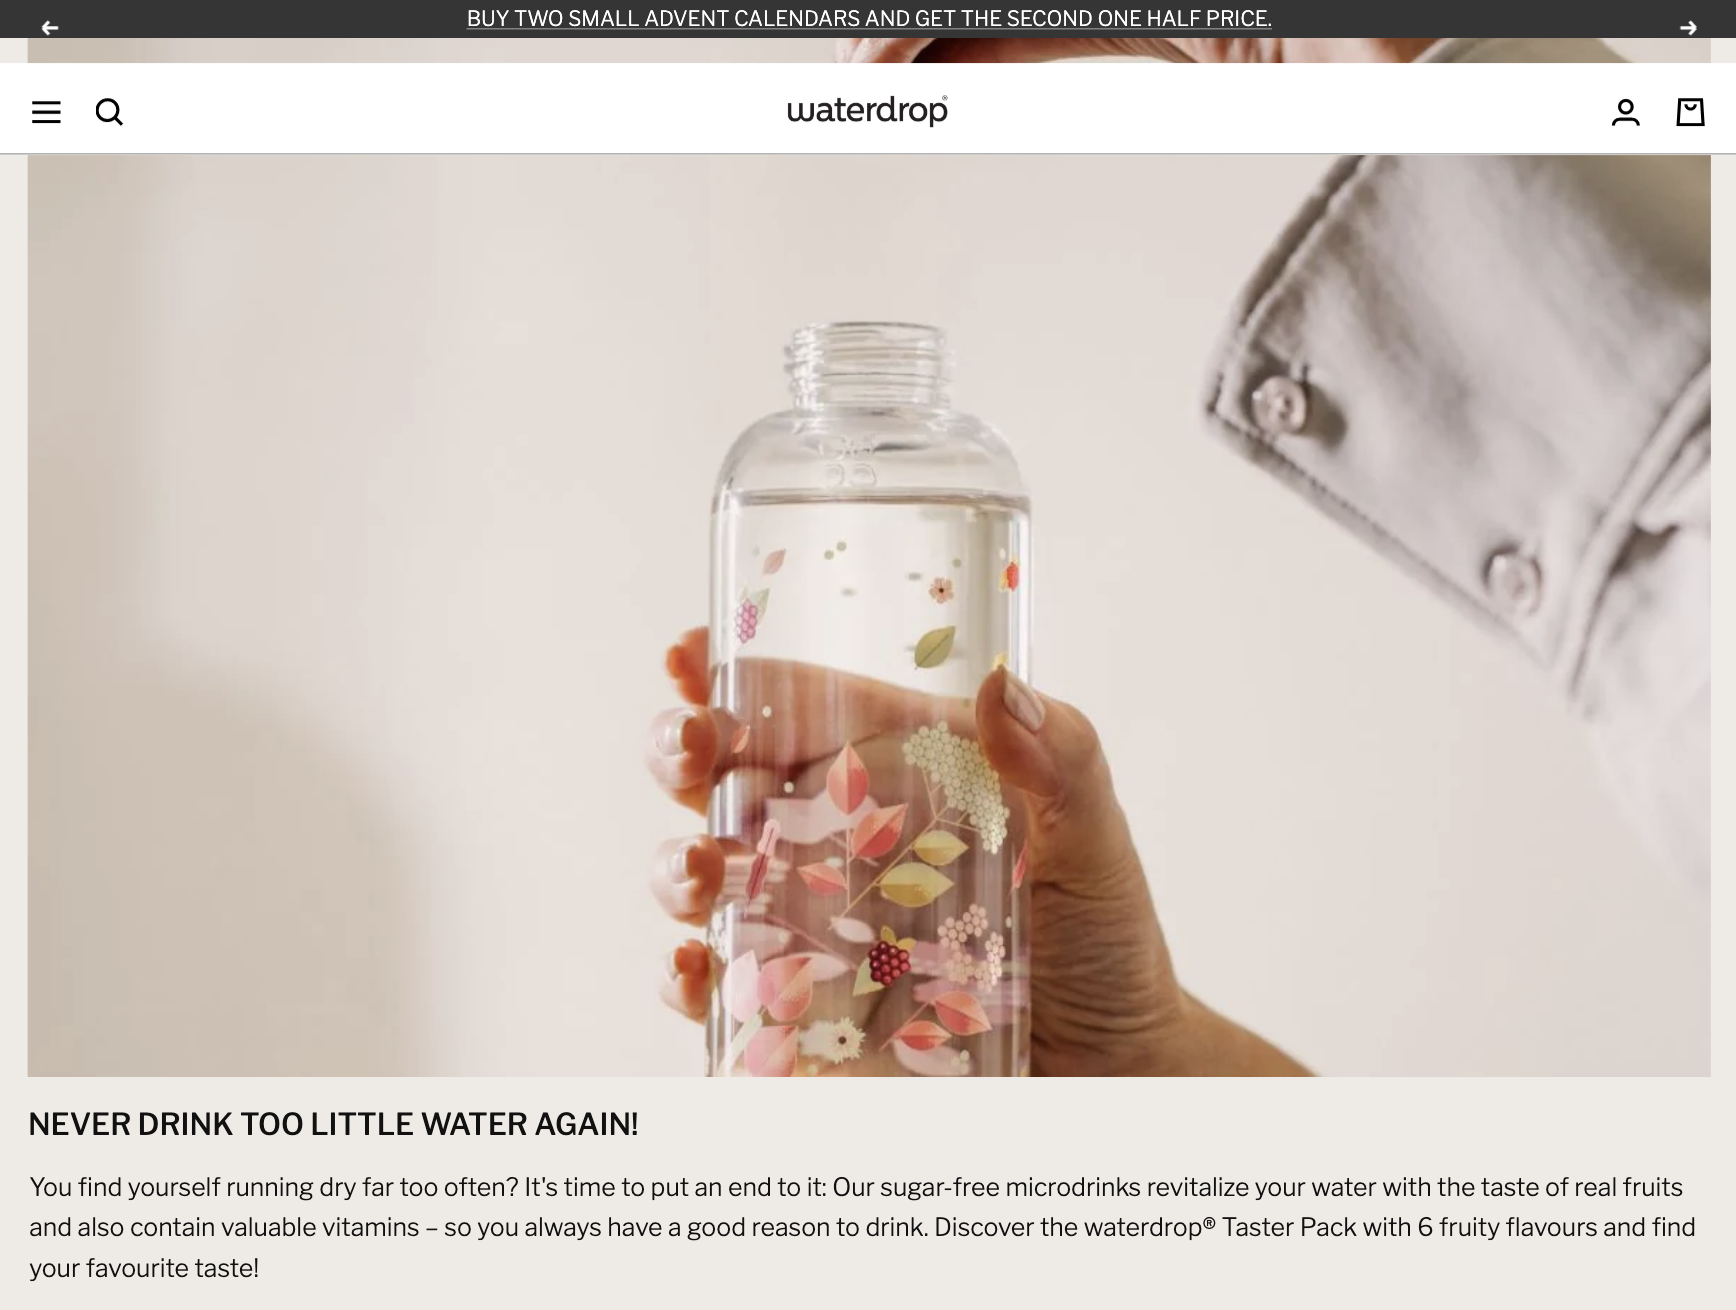 BUY TWO SMALL ADVENT CALENDARS AND GET THE SECOND ONE HALF PRICE.
waterdrop®
NEVER DRINK TOO LITTLE WATER AGAIN!
You find yourself running dry far too often? It's time to put an end to it: Our sugar-free microdrinks revitalize your water with the taste of real fruits
and also contain valuable vitamins – so you always have a good reason to drink. Discover the waterdrop® Taster Pack with 6 fruity flavours and find
your favourite taste!